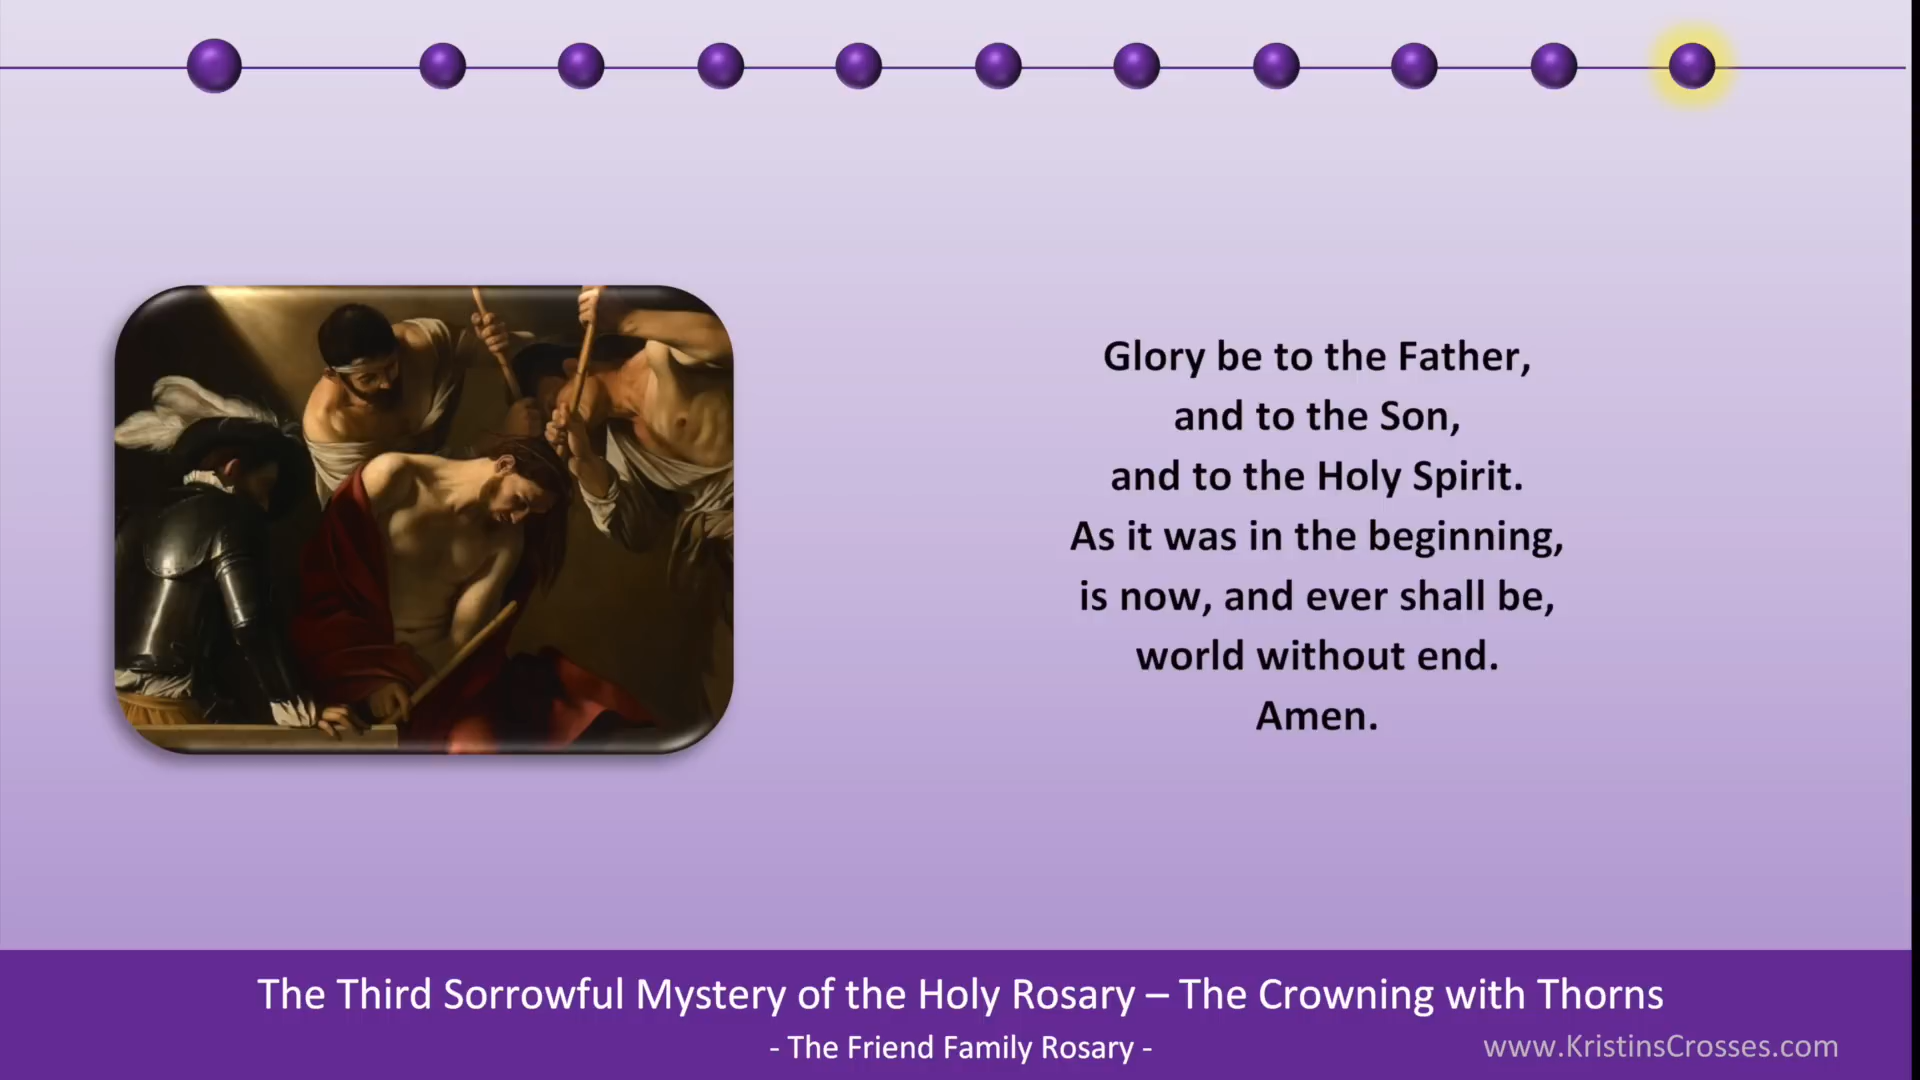 Glory be to the Father,
and to the Son,
and to the Holy Spirit.
As it was in the beginning,
is now, and ever shall be,
world without end.
Amen.
The Third Sorrowful Mystery of the Holy Rosary – The Crowning with Thorns
- The Friend Family Rosary -
www.KristinsCrosses.com